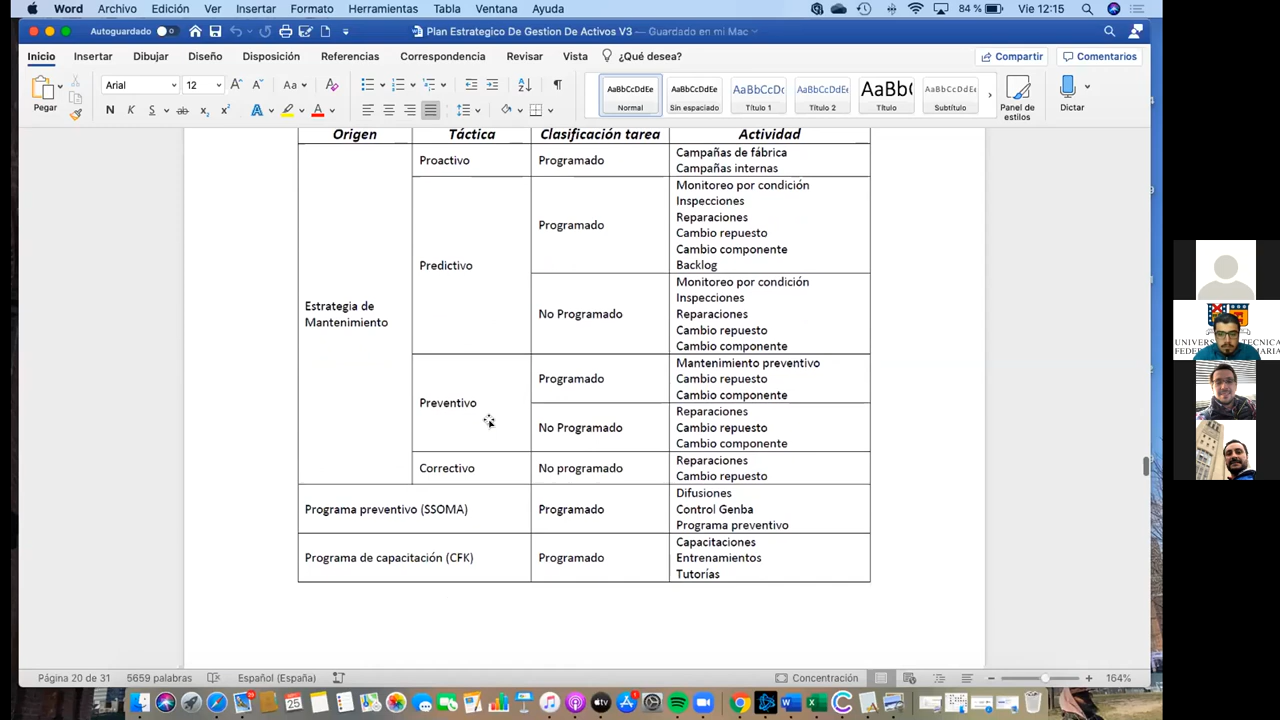 Word Archivo Edición Ver Insertar Formato Herramientas Tabla Ventana Ayuda 84 % Vie 12:15
Autoguardado Plan Estrategico De Gestion De Activos V3 — Guardado en mi Mac
Inicio Insertar Dibujar Diseño Disposición Referencias Correspondencia Revisar Vista ¿Qué desea? Compartir Comentarios
Pegar Arial 12 Aa
N K S x x A A
AaBbCcDdEe AaBbCcDdEe AaBbCcDc AaBbCcDdEe AaBb( AaBbCcDdEe
Normal Sin espaciado Título 1 Título 2 Título Subtítulo
Panel de estilos
Dictar
Origen Táctica Clasificación tarea Actividad
Estrategia de
Mantenimiento
Proactivo Programado
Campañas de fábrica
Campañas internas
Predictivo
Programado
Monitoreo por condición
Inspecciones
Reparaciones
Cambio repuesto
Cambio componente
Backlog
No Programado
Monitoreo por condición
Inspecciones
Reparaciones
Cambio repuesto
Cambio componente
Preventivo
Programado
Mantenimiento preventivo
Cambio repuesto
Cambio componente
No Programado
Reparaciones
Cambio repuesto
Cambio componente
Correctivo No programado
Reparaciones
Cambio repuesto
Programa preventivo (SSOMA) Programado
Difusiones
Control Genba
Programa preventivo
Programa de capacitación (CFK) Programado
Capacitaciones
Entrenamientos
Tutorías
Página 20 de 31 5659 palabras Español (España) Concentración 164%